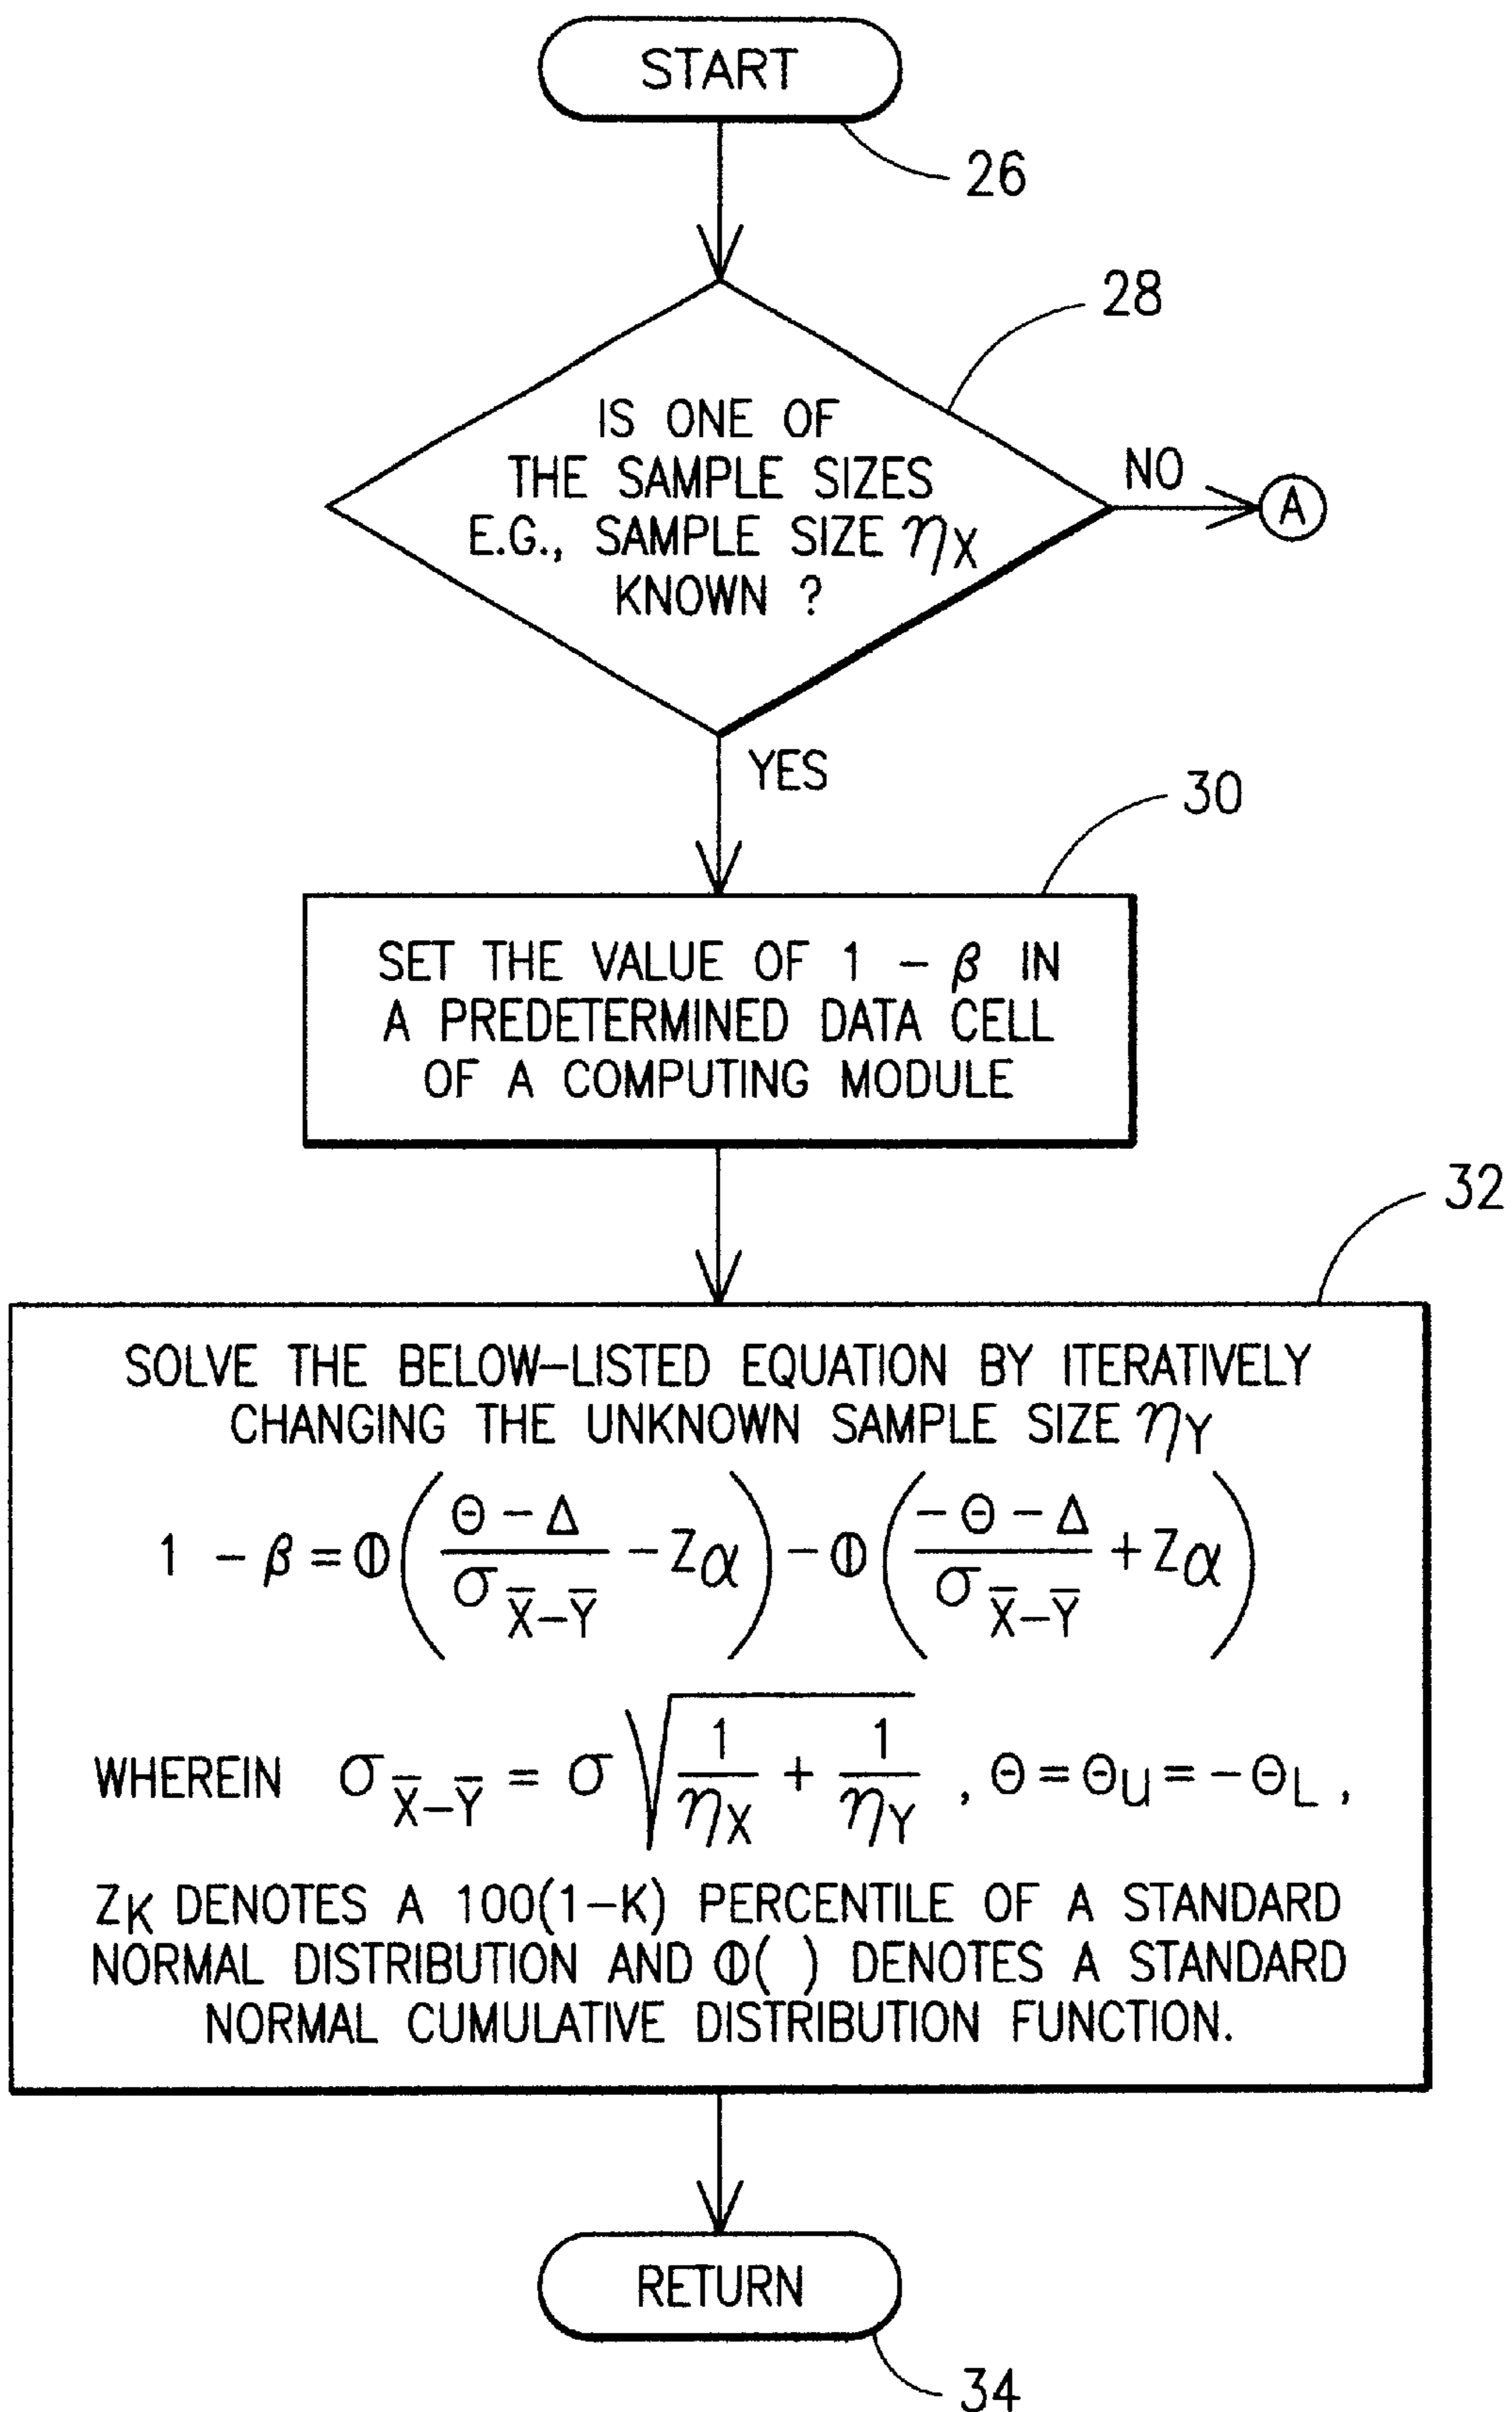 START
26
28
IS ONE OF
THE SAMPLE SIZES
E.G., SAMPLE SIZE ηX
KNOWN ?
NO
A
YES
30
SET THE VALUE OF 1 - β IN
A PREDETERMINED DATA CELL
OF A COMPUTING MODULE
32
SOLVE THE BELOW-LISTED EQUATION BY ITERATIVELY
CHANGING THE UNKNOWN SAMPLE SIZE ηY
1 - β = Φ((Θ - Δ)/σX̅-Y̅ - Zα) - Φ((-Θ - Δ)/σX̅-Y̅ + Zα)
WHEREIN σX̅-Y̅ = σ√(1/ηX + 1/ηY), Θ = ΘU = -ΘL,
ZK DENOTES A 100(1-K) PERCENTILE OF A STANDARD
NORMAL DISTRIBUTION AND Φ( ) DENOTES A STANDARD
NORMAL CUMULATIVE DISTRIBUTION FUNCTION.
RETURN
34